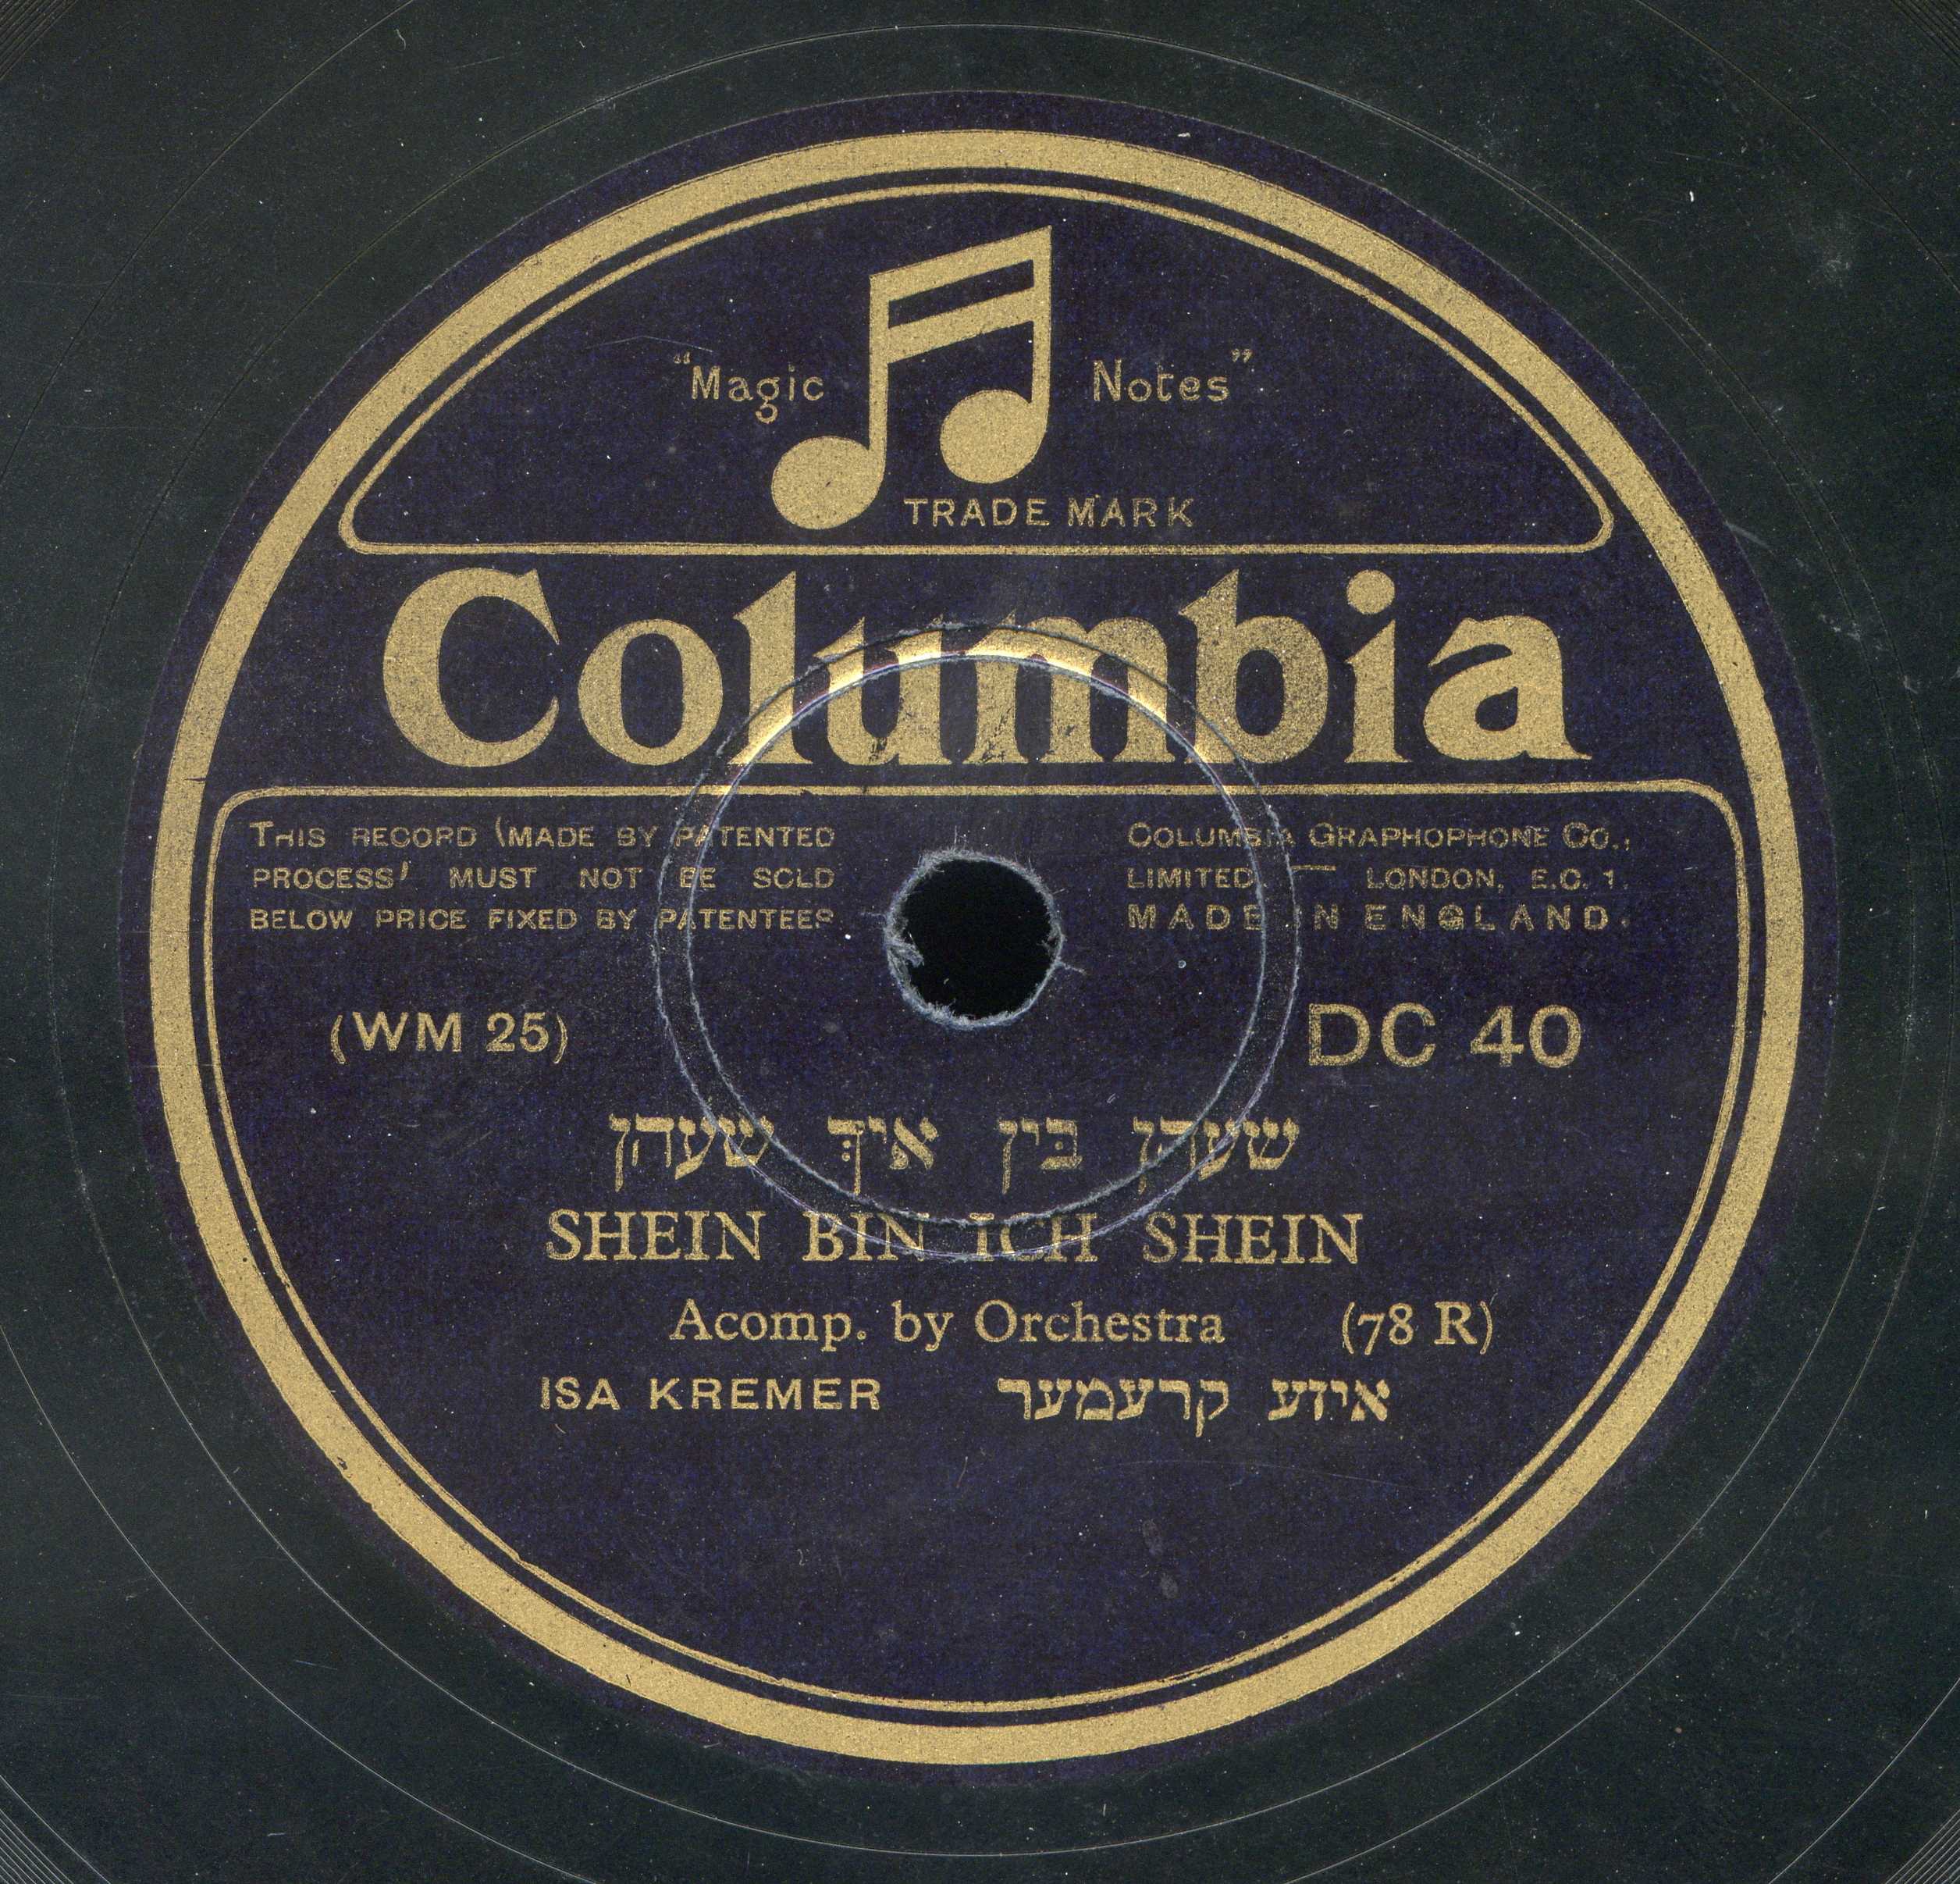 "Magic Notes"
TRADE MARK
Columbia
THIS RECORD (MADE BY PATENTED
PROCESS) MUST NOT BE SOLD
BELOW PRICE FIXED BY PATENTEES
COLUMBIA GRAPHOPHONE CO.,
LIMITED. — LONDON, E.C. 1.
MADE IN ENGLAND.
(WM 25)
DC 40
שעהן בין איך שעהן
SHEIN BIN ICH SHEIN
Acomp. by Orchestra (78 R)
ISA KREMER איזע קרעמער